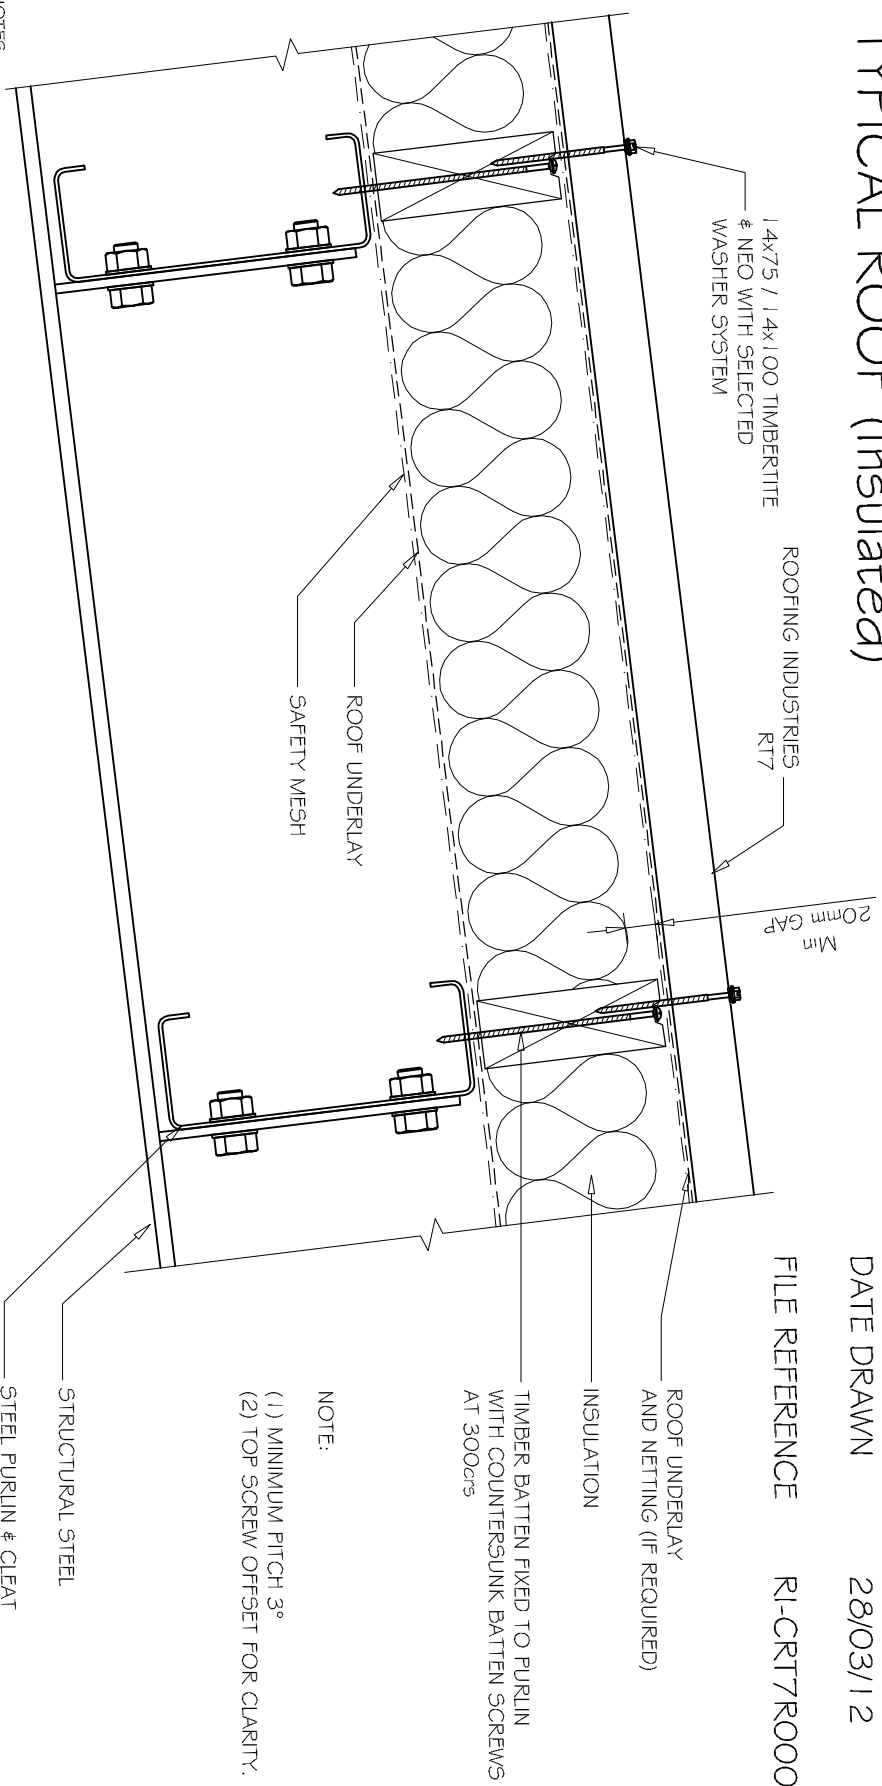 TYPICAL ROOF (Insulated)
DATE DRAWN 28/03/12
FILE REFERENCE RI-CRT7R000
14x75 / 14x100 TIMBERTITE
& NEO WITH SELECTED
WASHER SYSTEM
ROOFING INDUSTRIES
RT7
Min
20mm GAP
ROOF UNDERLAY
SAFETY MESH
ROOF UNDERLAY
AND NETTING (IF REQUIRED)
INSULATION
TIMBER BATTEN FIXED TO PURLIN
WITH COUNTERSUNK BATTEN SCREWS
AT 300crs
NOTE:
(1) MINIMUM PITCH 3°
(2) TOP SCREW OFFSET FOR CLARITY.
STRUCTURAL STEEL
STEEL PURLIN & CLEAT